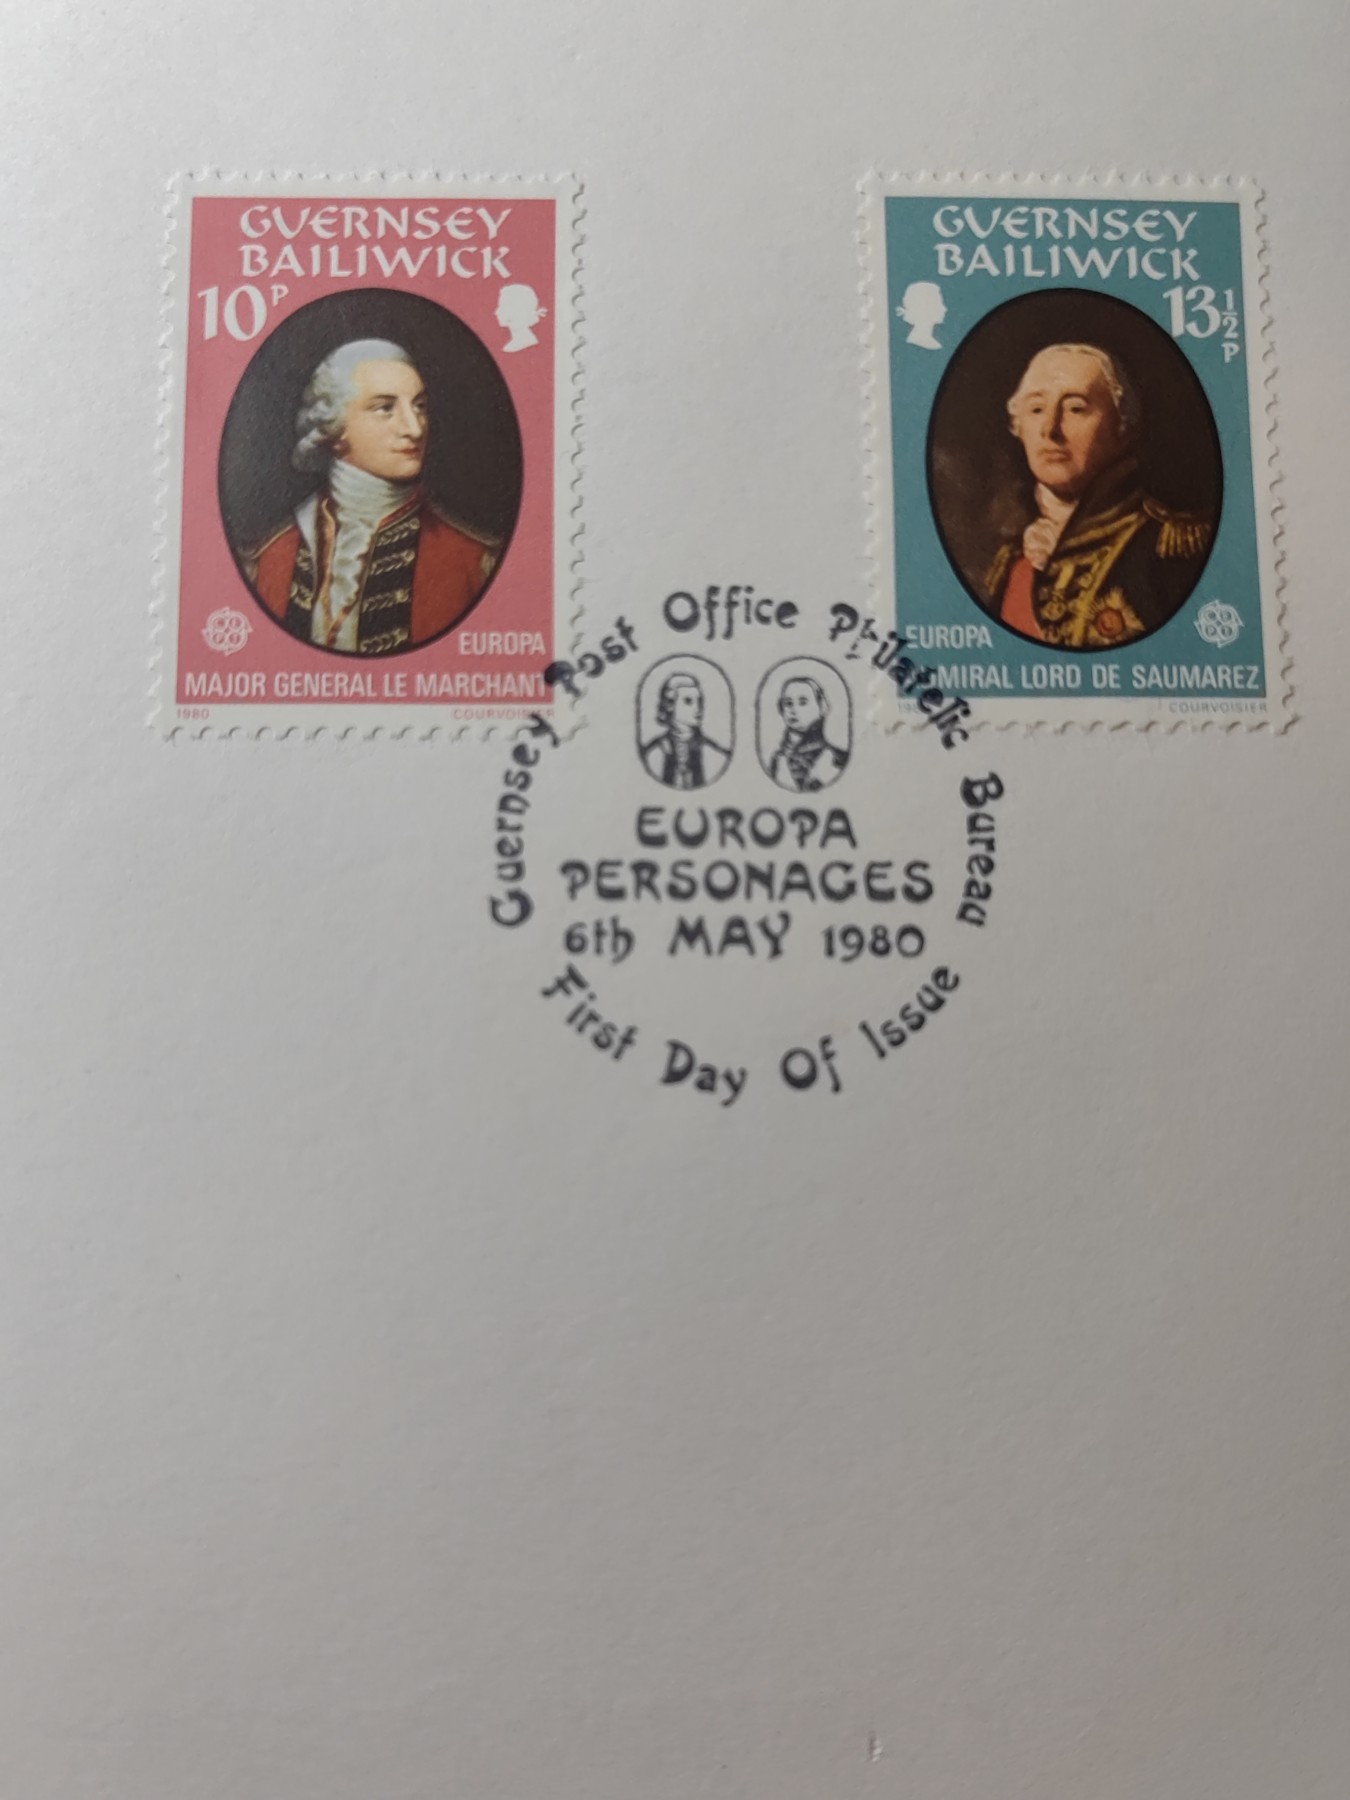 GUERNSEY
BAILIWICK
10P
EUROPA
MAJOR GENERAL LE MARCHANT
1980 COURVOISIER
GUERNSEY
BAILIWICK
13½P
EUROPA
ADMIRAL LORD DE SAUMAREZ
COURVOISIER
Guernsey Post Office Philatelic Bureau
EUROPA
PERSONAGES
6th MAY 1980
First Day Of Issue